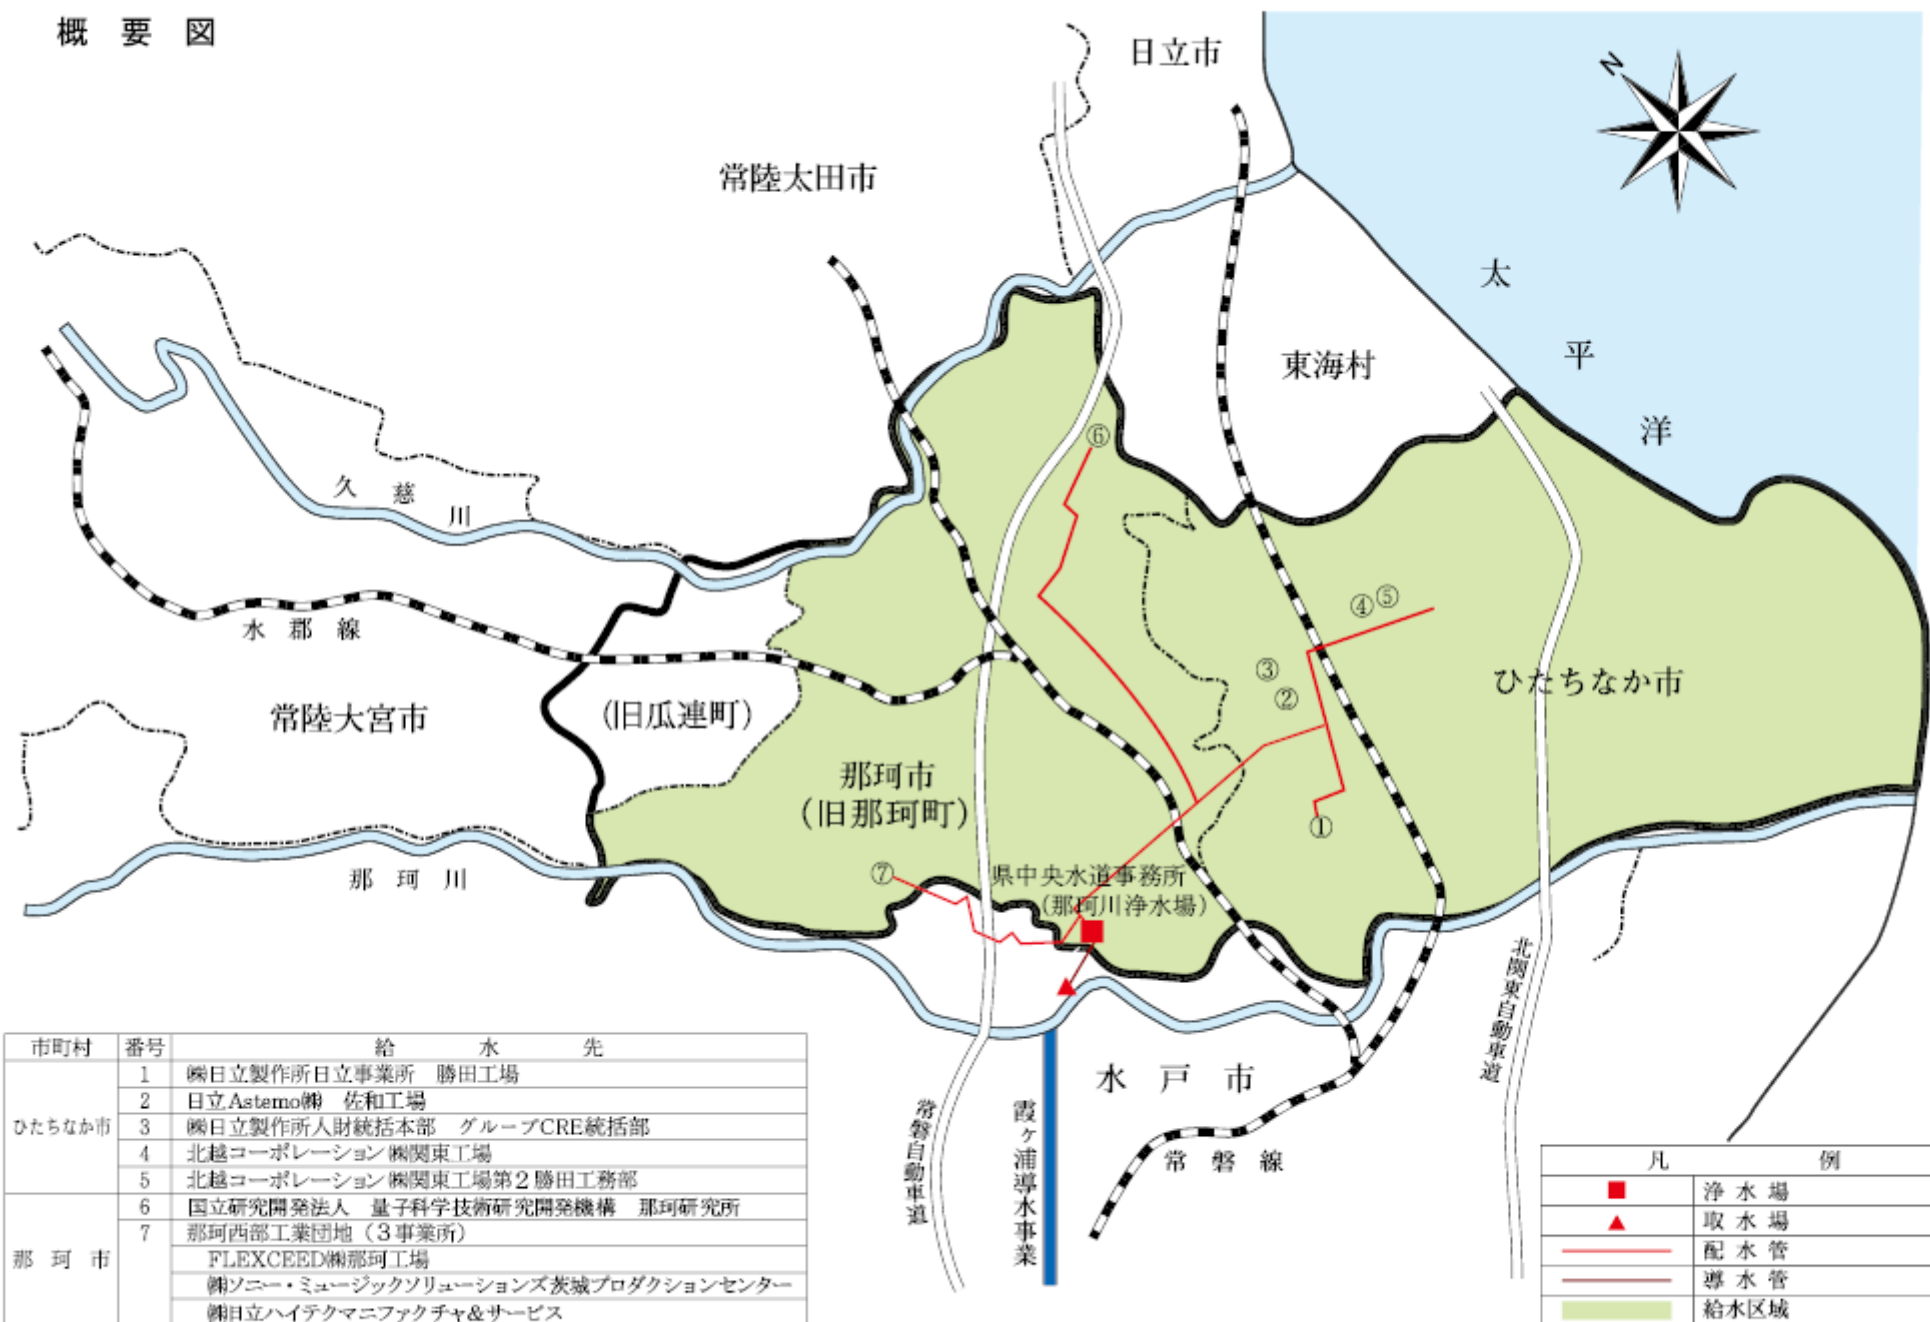 概要図
N
日立市
常陸太田市
太平洋
東海村
⑥
久慈川
④⑤
水郡線
③
②
ひたちなか市
常陸大宮市
(旧瓜連町)
那珂市
(旧那珂町)
①
⑦
県中央水道事務所
(那珂川浄水場)
那珂川
北関東自動車道
水戸市
常磐自動車道
霞ヶ浦導水事業
常磐線
市町村 番号 給水先
ひたちなか市
1 ㈱日立製作所日立事業所 勝田工場
2 日立Astemo㈱ 佐和工場
3 ㈱日立製作所人財統括本部 グループCRE統括部
4 北越コーポレーション㈱関東工場
5 北越コーポレーション㈱関東工場第2勝田工務部
那珂市
6 国立研究開発法人 量子科学技術研究開発機構 那珂研究所
7 那珂西部工業団地(3事業所)
FLEXCEED㈱那珂工場
㈱ソニー・ミュージックソリューションズ茨城プロダクションセンター
㈱日立ハイテクマニファクチャ&サービス
凡例
浄水場
取水場
配水管
導水管
給水区域